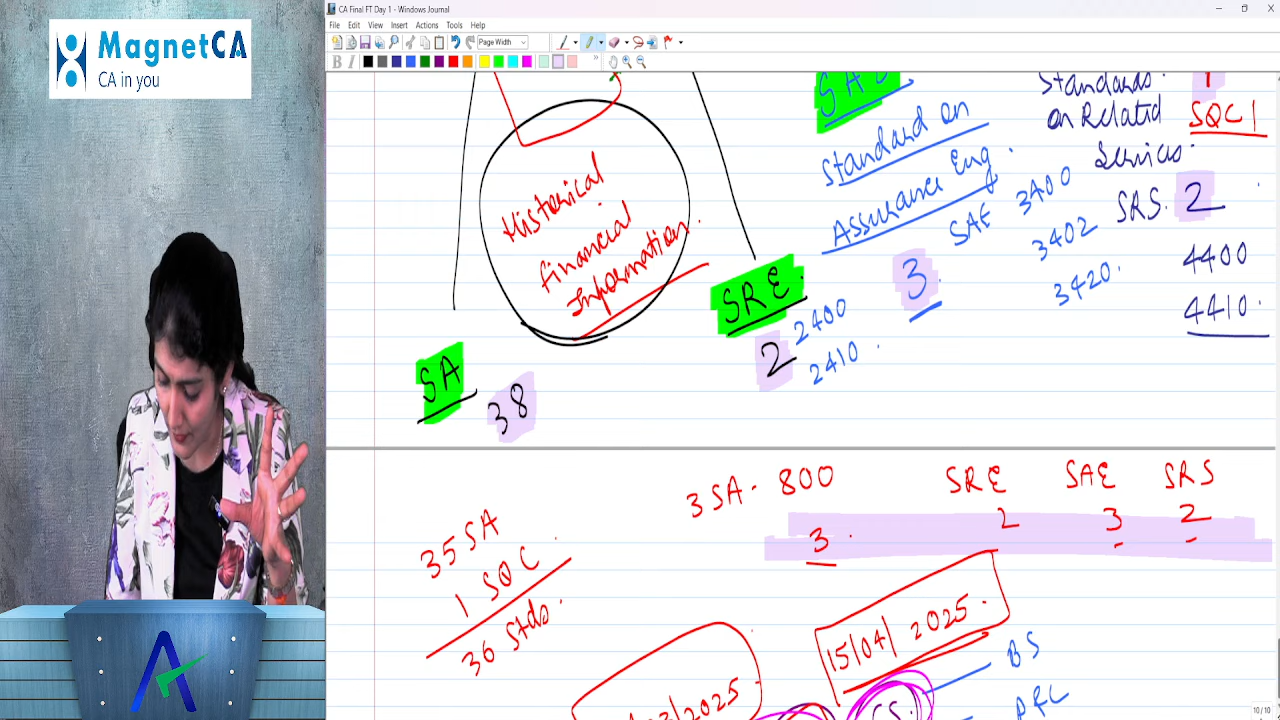 MagnetCA
CA in you
CA Final FT Day 1 - Windows Journal
File Edit View Insert Actions Tools Help
Page Width
B I
Historical
financial
Information.
SA
38
SRE.
2
2400
2410
Standard on
Assurance Eng.
3
SAE 3400
3402
3420.
Standards.
on Related
Services.
SRS. 2
4400
4410.
1
SQC 1
35 SA
1 SQC
36 Stds.
3 SA - 800
3.
SRE
2
SAE
3
SRS
2
15/04/2025.
BS
10 / 10